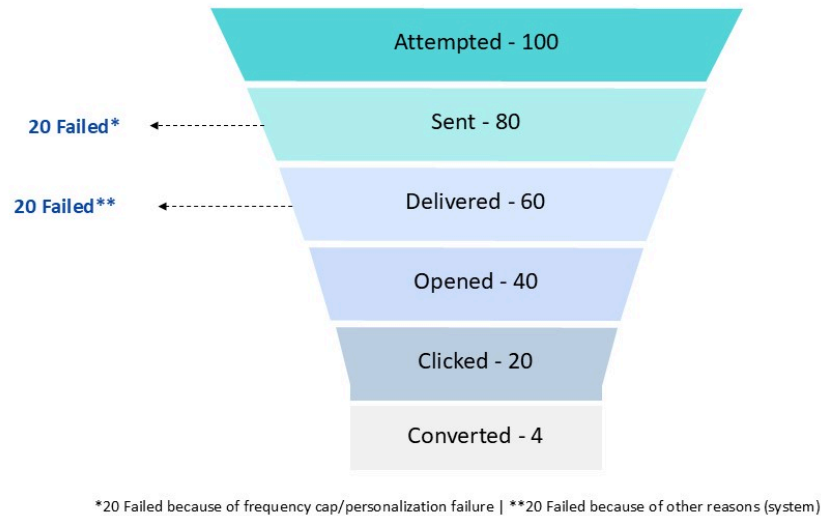 Attempted - 100
20 Failed*
Sent - 80
20 Failed**
Delivered - 60
Opened - 40
Clicked - 20
Converted - 4
*20 Failed because of frequency cap/personalization failure | **20 Failed because of other reasons (system)